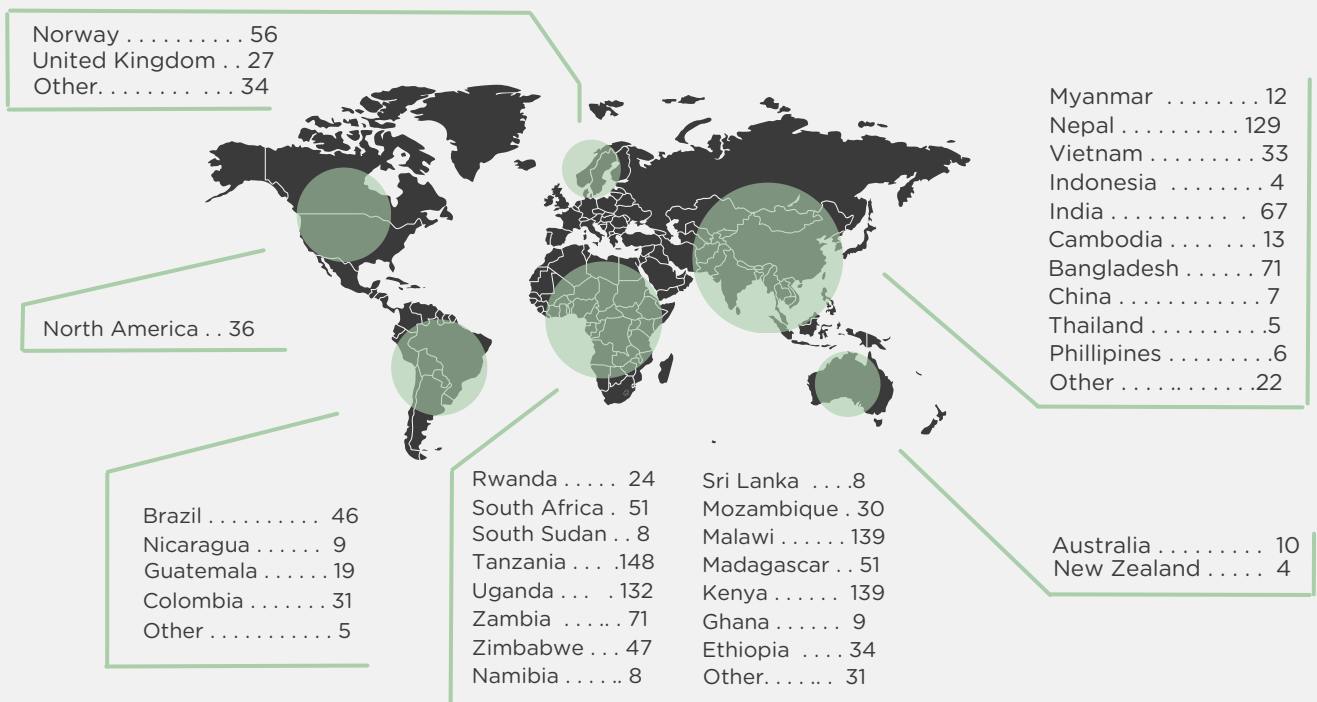 Norway . . . . . . . . . . 56
United Kingdom . . 27
Other. . . . . . . . . . . 34
Myanmar . . . . . . . . 12
Nepal . . . . . . . . . . 129
Vietnam . . . . . . . . . 33
Indonesia . . . . . . . 4
India . . . . . . . . . . . 67
Cambodia . . . . . . . 13
Bangladesh . . . . . . 71
China . . . . . . . . . . . 7
Thailand . . . . . . . . . .5
Phillipines . . . . . . . . .6
Other . . . . .. . . . . . .22
North America . . 36
Brazil . . . . . . . . . . 46
Nicaragua . . . . . . 9
Guatemala . . . . . . 19
Colombia . . . . . . . 31
Other . . . . . . . . . . . 5
Rwanda . . . . . 24
South Africa . 51
South Sudan . . 8
Tanzania . . . .148
Uganda . . . . 132
Zambia . . . .. . 71
Zimbabwe . . . 47
Namibia . . . . .. 8
Sri Lanka . . . .8
Mozambique . 30
Malawi . . . . . . 139
Madagascar . . 51
Kenya . . . . . . 139
Ghana . . . . . . 9
Ethiopia . . . . 34
Other. . . . .. . 31
Australia . . . . . . . . . 10
New Zealand . . . . . 4